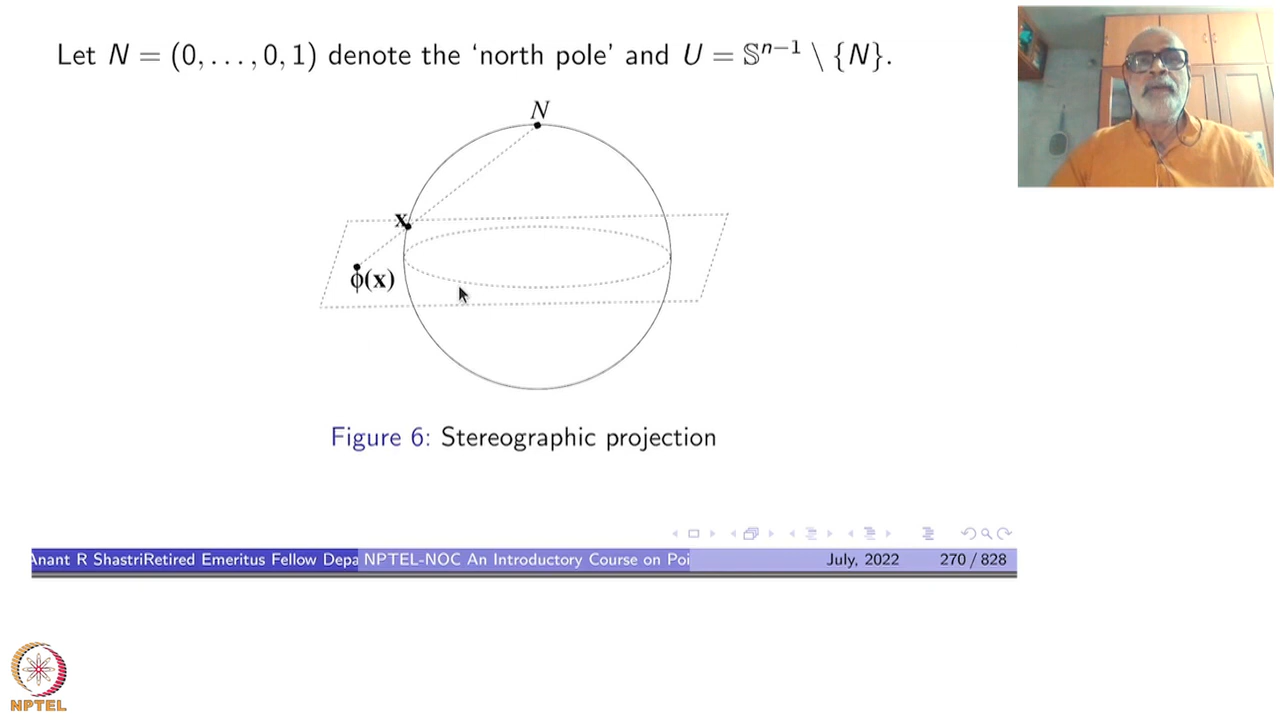 Let N = (0, . . . , 0, 1) denote the ‘north pole’ and U = 𝕊ⁿ⁻¹ \ {N}.
N
x
ϕ(x)
Figure 6: Stereographic projection
Anant R ShastriRetired Emeritus Fellow Depa NPTEL-NOC An Introductory Course on Poi July, 2022 270 / 828
NPTEL